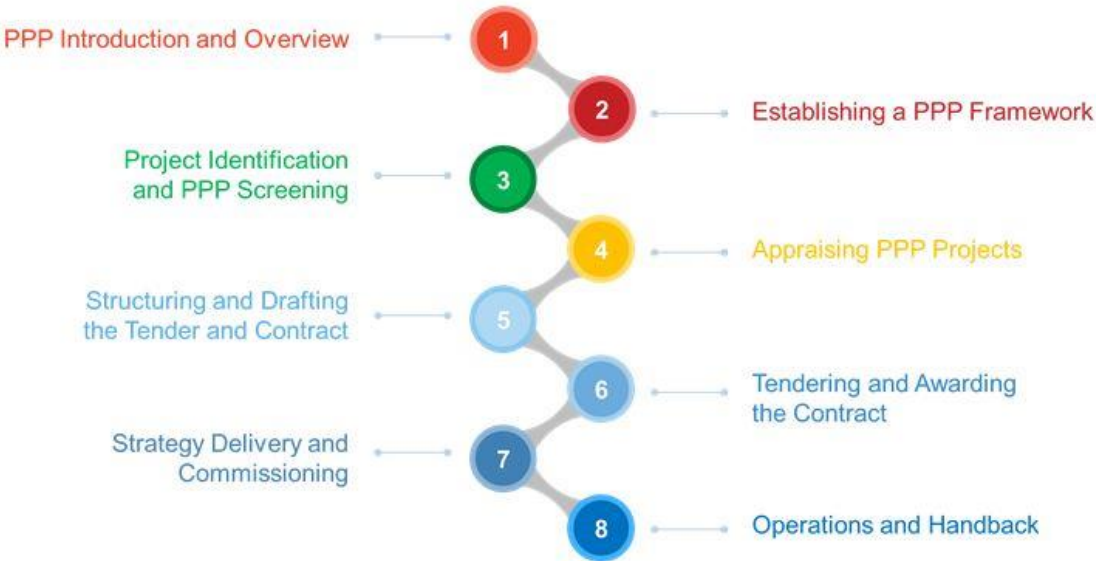 PPP Introduction and Overview
1
2
Establishing a PPP Framework
Project Identification
and PPP Screening
3
4
Appraising PPP Projects
Structuring and Drafting
the Tender and Contract
5
6
Tendering and Awarding
the Contract
Strategy Delivery and
Commissioning
7
8
Operations and Handback